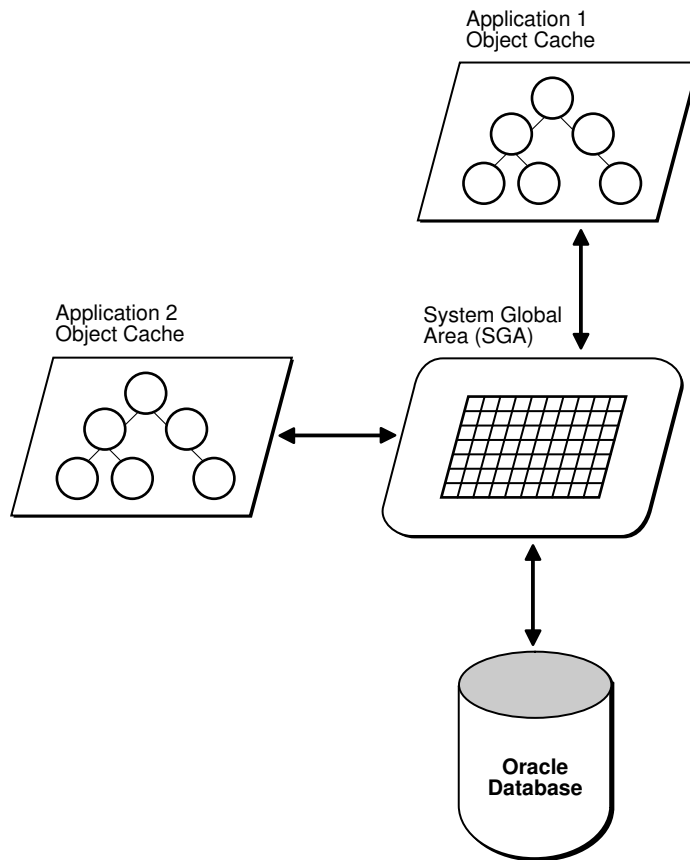 Application 1
Object Cache
Application 2
Object Cache
System Global
Area (SGA)
Oracle
Database